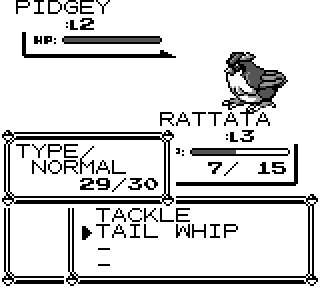 PIDGEY
:L2
HP:
RATTATA
:L3
7/ 15
TYPE/
NORMAL
29/30
TACKLE
▶TAIL WHIP
–
–